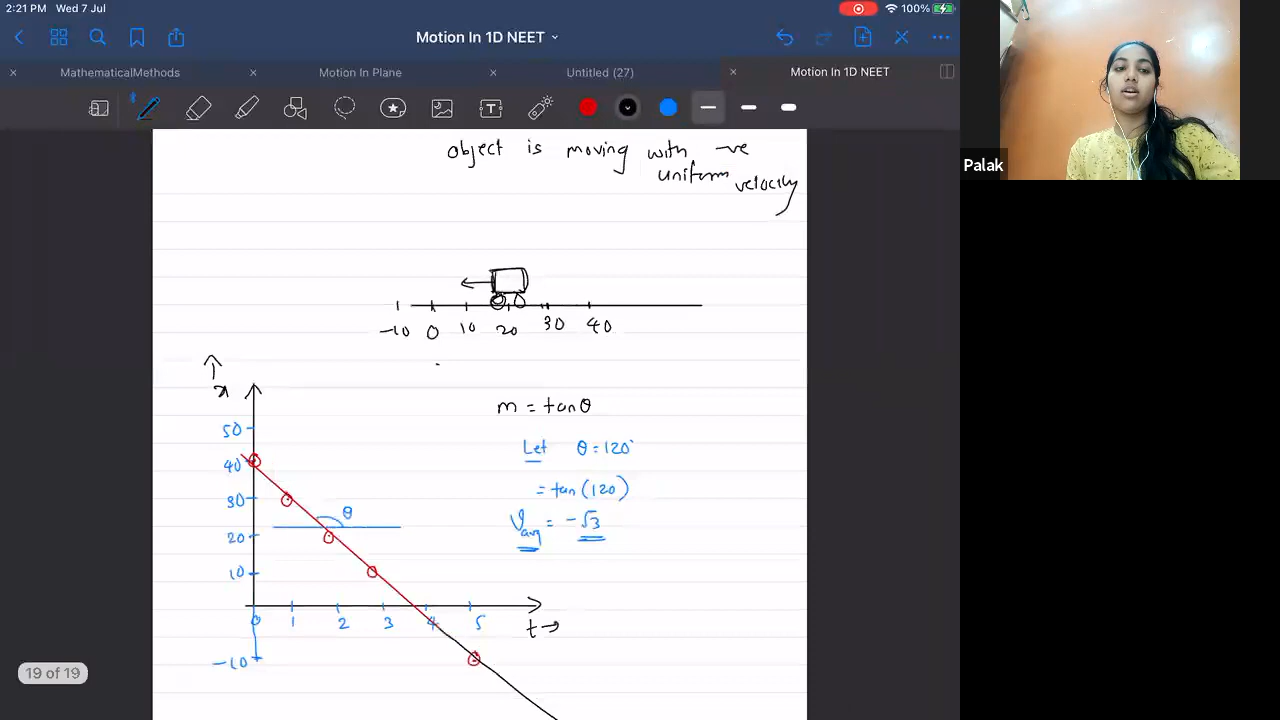 2:21 PM Wed 7 Jul
100%
Motion In 1D NEET
MathematicalMethods
Motion In Plane
Untitled (27)
Motion In 1D NEET
Palak
object is moving with -ve
uniform velocity
-10 0 10 20 30 40
x
m = tanθ
50
Let θ = 120°
40
= tan(120)
30
θ
Vavg = -√3
20
10
0 1 2 3 4 5
t →
-10
19 of 19